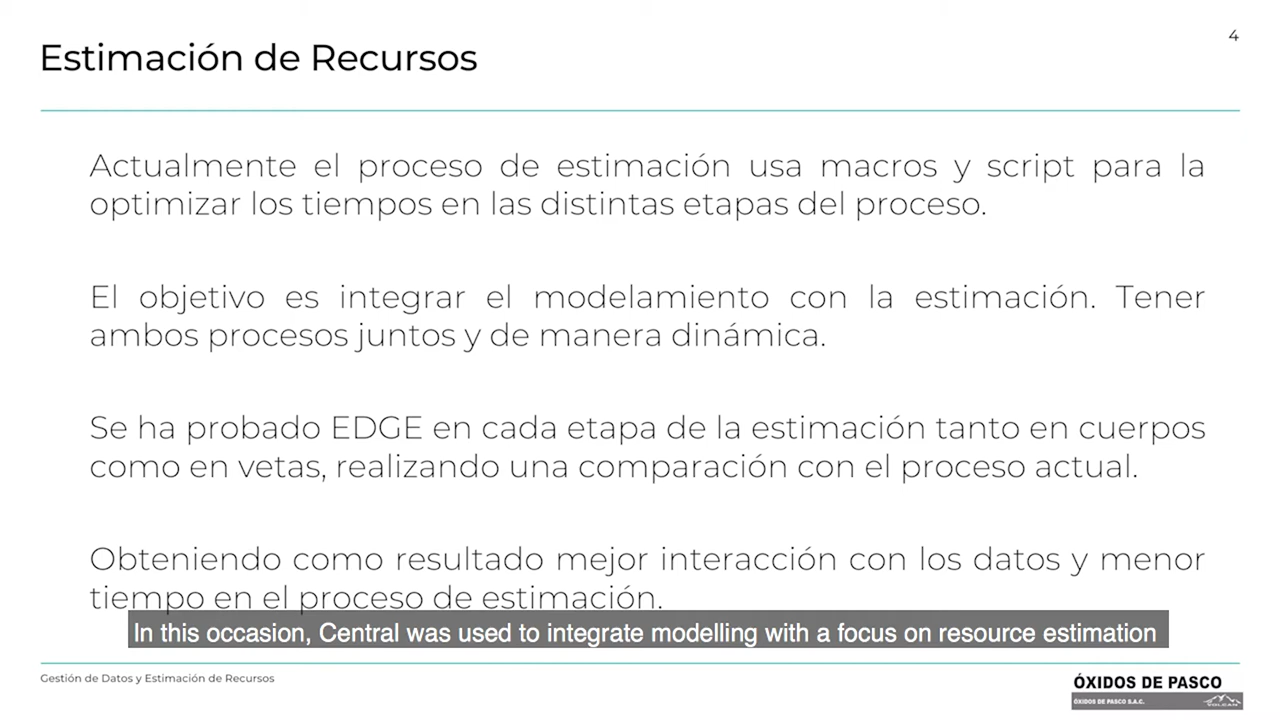 4
Estimación de Recursos
Actualmente el proceso de estimación usa macros y script para la
optimizar los tiempos en las distintas etapas del proceso.
El objetivo es integrar el modelamiento con la estimación. Tener
ambos procesos juntos y de manera dinámica.
Se ha probado EDGE en cada etapa de la estimación tanto en cuerpos
como en vetas, realizando una comparación con el proceso actual.
Obteniendo como resultado mejor interacción con los datos y menor
tiempo en el proceso de estimación.
In this occasion, Central was used to integrate modelling with a focus on resource estimation
Gestión de Datos y Estimación de Recursos
ÓXIDOS DE PASCO
ÓXIDOS DE PASCO S.A.C.
VOLCAN